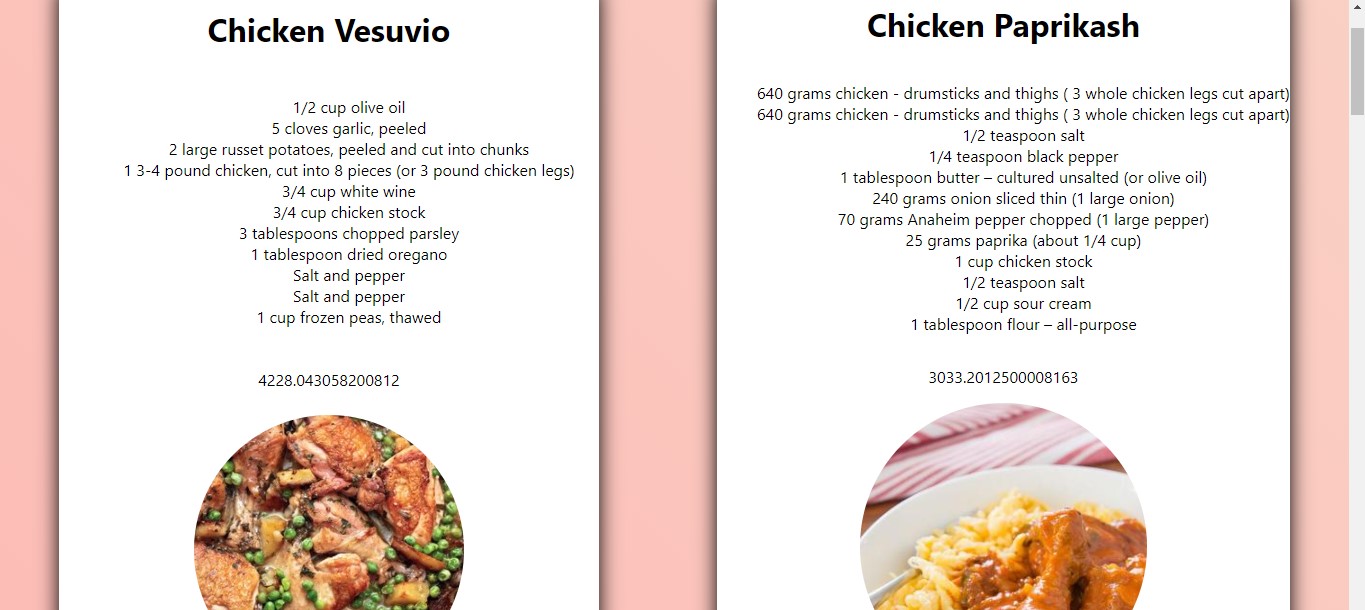 Chicken Vesuvio
1/2 cup olive oil
5 cloves garlic, peeled
2 large russet potatoes, peeled and cut into chunks
1 3-4 pound chicken, cut into 8 pieces (or 3 pound chicken legs)
3/4 cup white wine
3/4 cup chicken stock
3 tablespoons chopped parsley
1 tablespoon dried oregano
Salt and pepper
Salt and pepper
1 cup frozen peas, thawed
4228.043058200812
Chicken Paprikash
640 grams chicken - drumsticks and thighs ( 3 whole chicken legs cut apart)
640 grams chicken - drumsticks and thighs ( 3 whole chicken legs cut apart)
1/2 teaspoon salt
1/4 teaspoon black pepper
1 tablespoon butter – cultured unsalted (or olive oil)
240 grams onion sliced thin (1 large onion)
70 grams Anaheim pepper chopped (1 large pepper)
25 grams paprika (about 1/4 cup)
1 cup chicken stock
1/2 teaspoon salt
1/2 cup sour cream
1 tablespoon flour – all-purpose
3033.2012500008163